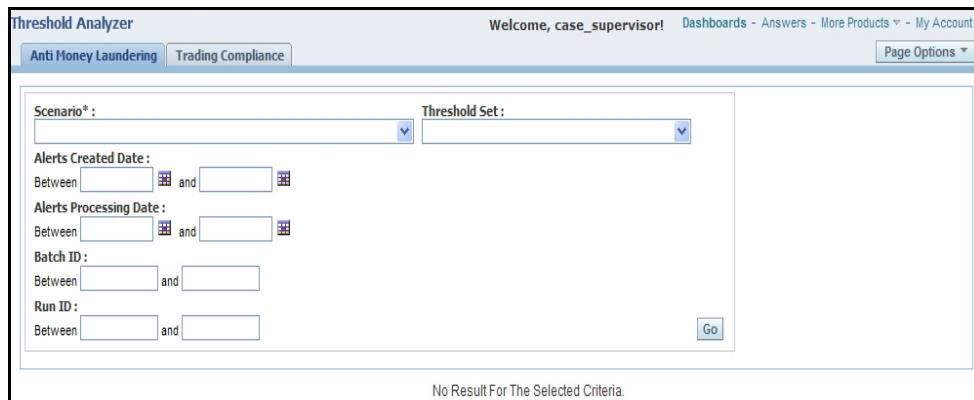 Threshold Analyzer
Welcome, case_supervisor! Dashboards - Answers - More Products - My Account
Anti Money Laundering Trading Compliance Page Options
Scenario* : Threshold Set :
Alerts Created Date :
Between and
Alerts Processing Date :
Between and
Batch ID :
Between and
Run ID :
Between and Go
No Result For The Selected Criteria.